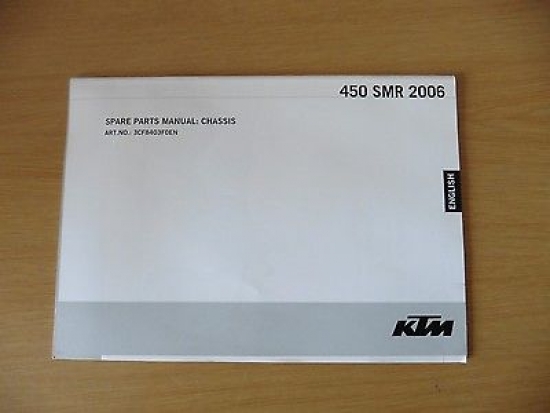 450 SMR 2006
SPARE PARTS MANUAL: CHASSIS
ART.NO.: 3CF8403F0EN
ENGLISH
KTM